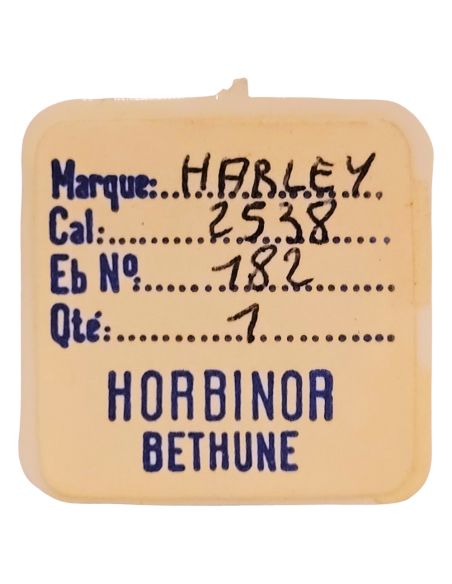 Marque: HARLEY
Cal: 2538
Eb Nº: 182
Qté: 1
HORBINOR
BETHUNE